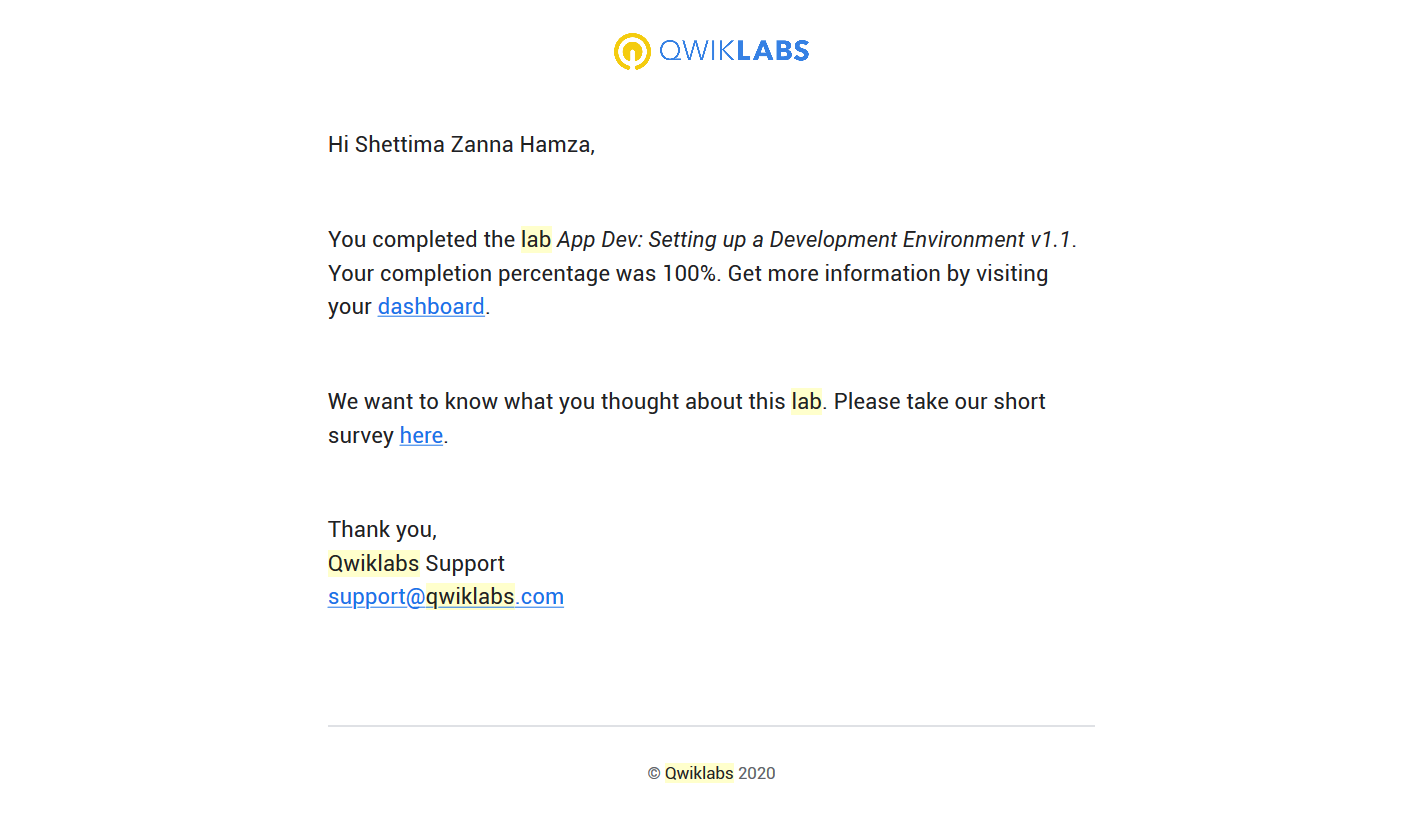 QWIKLABS
Hi Shettima Zanna Hamza,
You completed the lab App Dev: Setting up a Development Environment v1.1.
Your completion percentage was 100%. Get more information by visiting
your dashboard.
We want to know what you thought about this lab. Please take our short
survey here.
Thank you,
Qwiklabs Support
support@qwiklabs.com
© Qwiklabs 2020